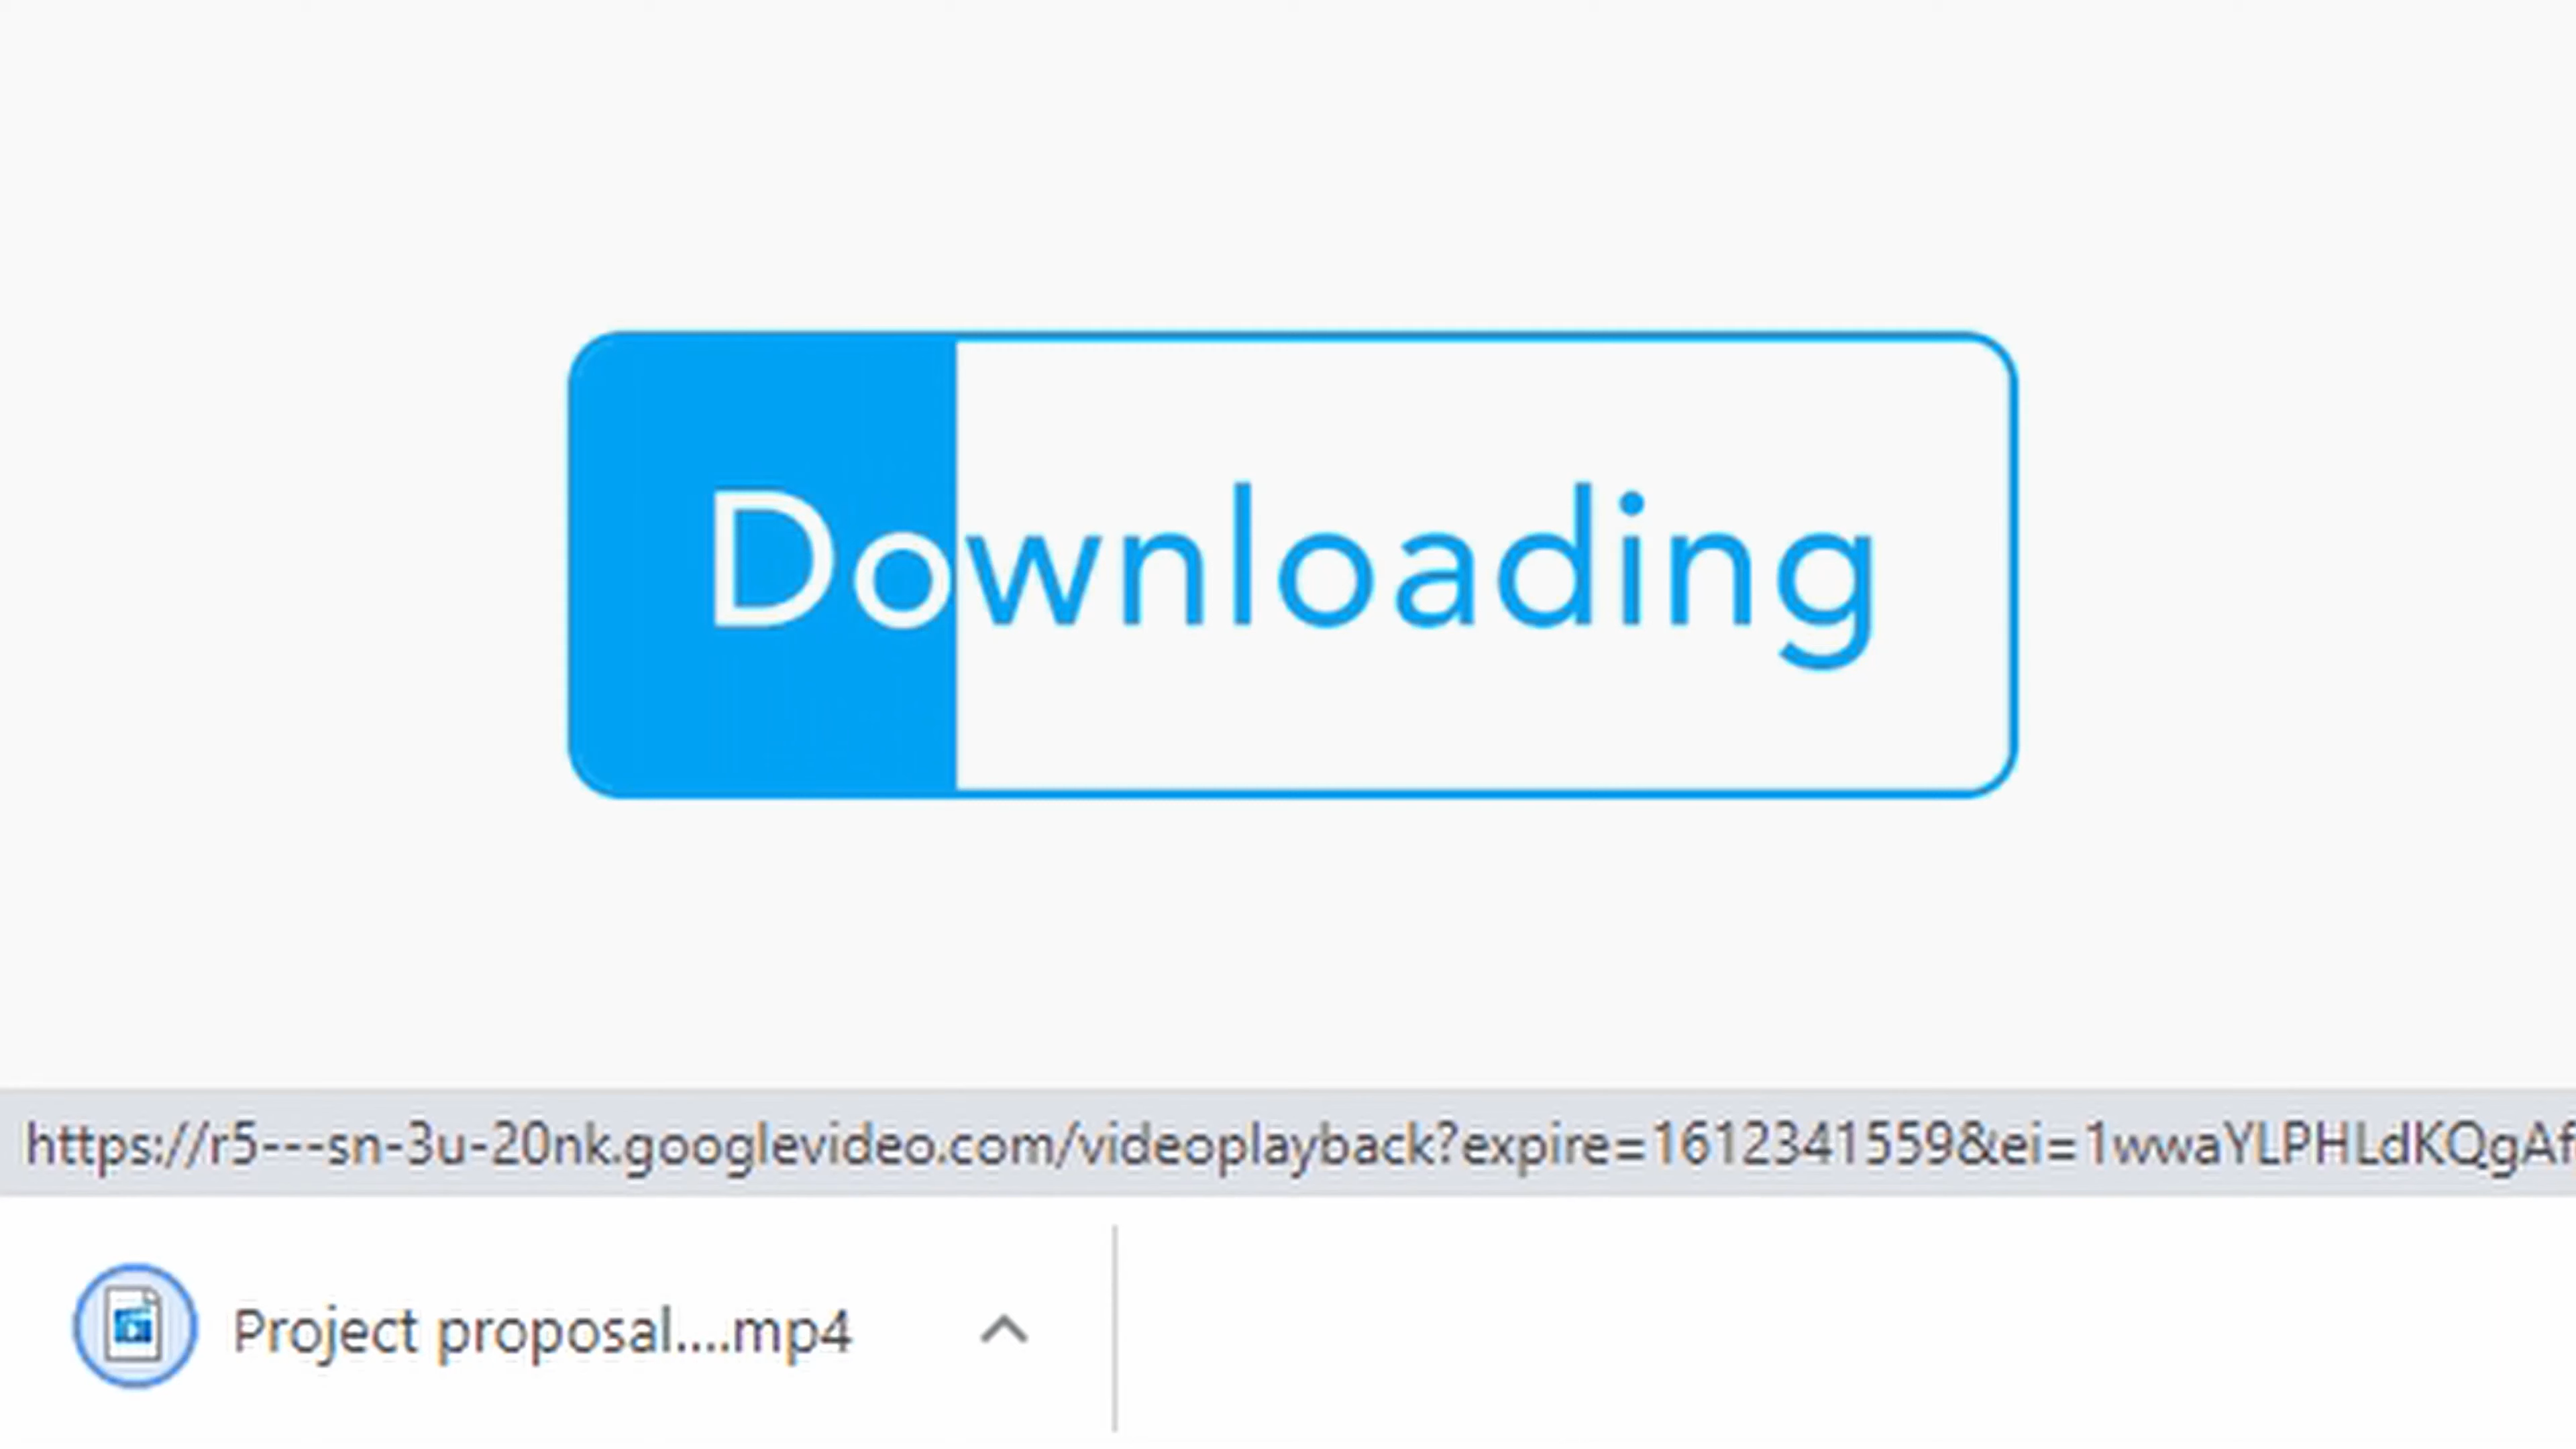 Downloading
https://r5---sn-3u-20nk.googlevideo.com/videoplayback?expire=1612341559&ei=1wwaYLPHLdKQgAf
Project proposal....mp4